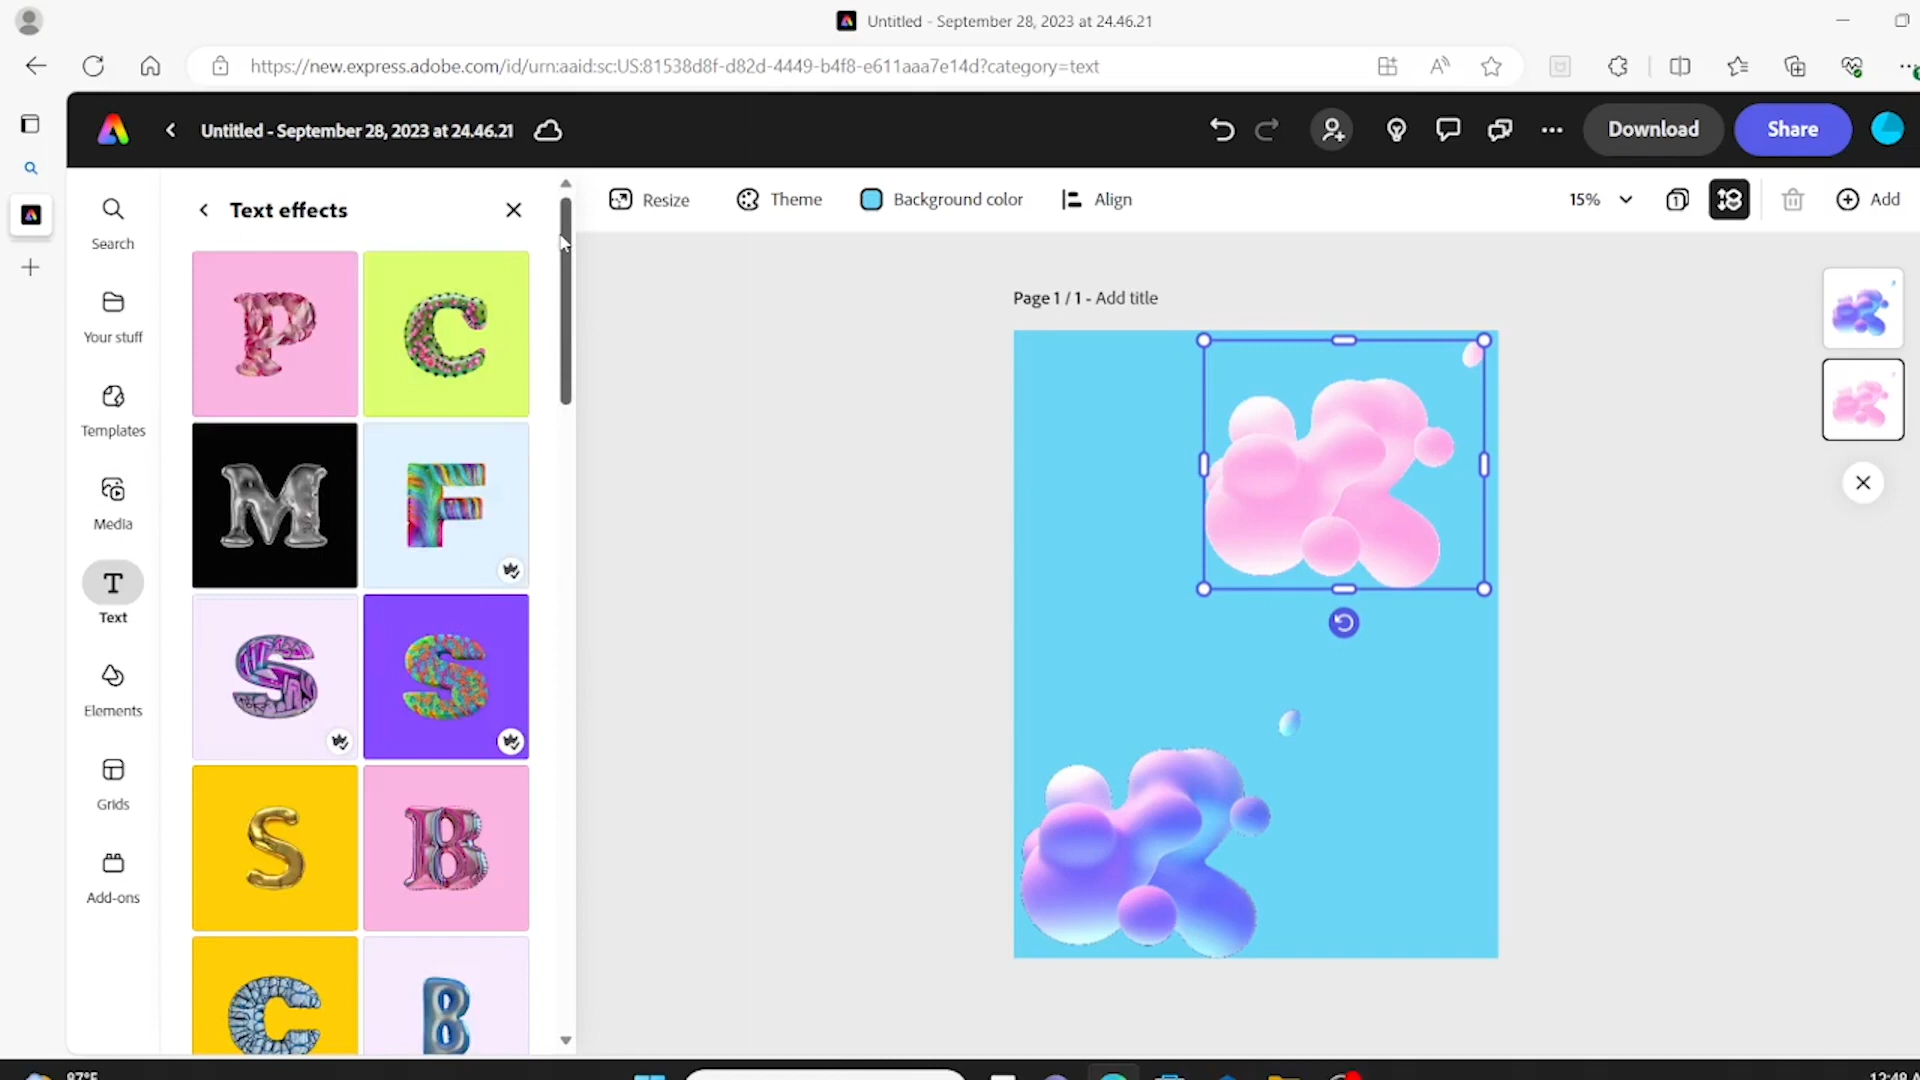 Untitled - September 28, 2023 at 24.46.21
https://new.express.adobe.com/id/urn:aaid:sc:US:81538d8f-d82d-4449-b4f8-e611aaa7e14d?category=text
Untitled - September 28, 2023 at 24.46.21
Download
Share
Search
Your stuff
Templates
Media
Text
Elements
Grids
Add-ons
Text effects
P
C
M
F
S
S
S
B
C
B
Resize
Theme
Background color
Align
15%
1
Add
Page 1 / 1 - Add title
87°F